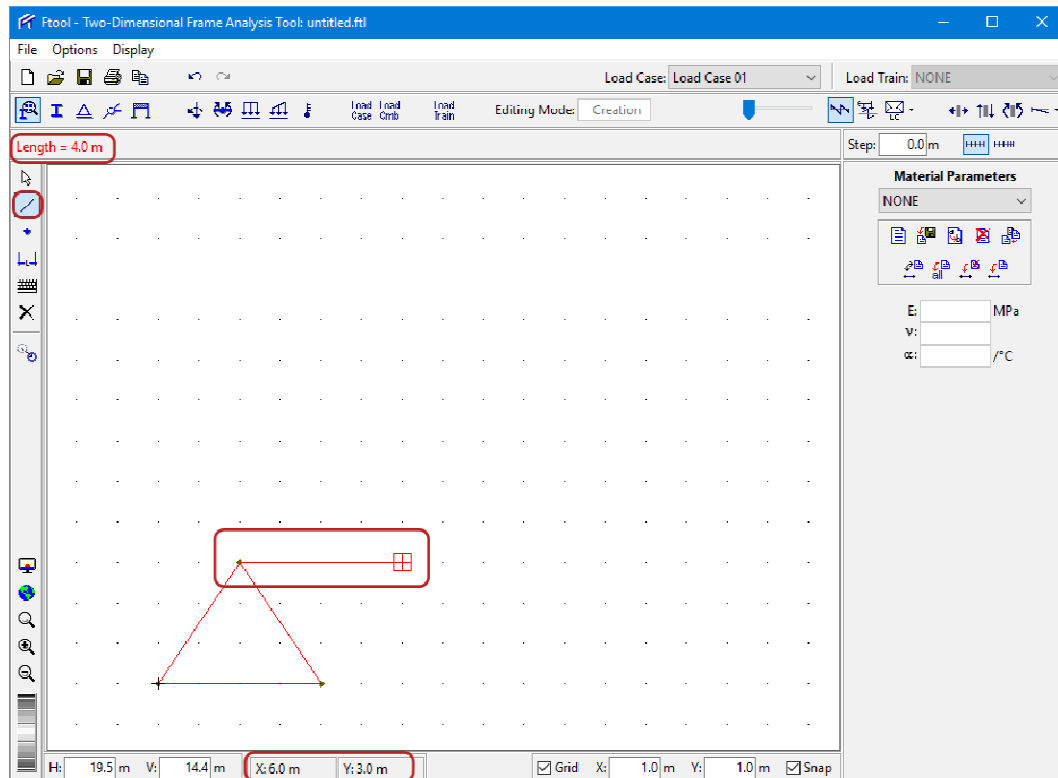 Ftool - Two-Dimensional Frame Analysis Tool: untitled.ftl
File Options Display
Load Case: Load Case 01 Load Train: NONE
Load Case Load Cmb Load Train Editing Mode: Creation
Length = 4.0 m Step: 0.0 m
Material Parameters
NONE
all
E: MPa
ν:
α: /°C
H: 19.5 m V: 14.4 m X: 6.0 m Y: 3.0 m Grid X: 1.0 m Y: 1.0 m Snap